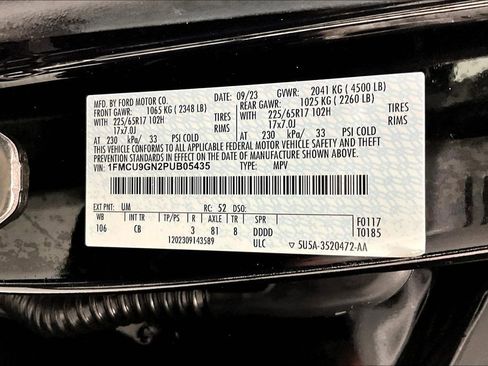 MFD. BY FORD MOTOR CO. DATE: 09/23 GVWR: 2041 KG ( 4500 LB)
FRONT GAWR: 1065 KG ( 2348 LB) REAR GAWR: 1025 KG ( 2260 LB)
WITH 225/65R17 102H WITH 225/65R17 102H
17x7.0J 17x7.0J
AT 230 kPa/ 33 PSI COLD AT 230 kPa/ 33 PSI COLD
THIS VEHICLE CONFORMS TO ALL APPLICABLE FEDERAL MOTOR VEHICLE
SAFETY AND THEFT PREVENTION STANDARDS IN EFFECT ON THE DATE OF MANUFACTURE SHOWN ABOVE.
VIN: 1FMCU9GN2PUB05435 TYPE: MPV
EXT PNT: UM RC: 52 DSO:
WB INT TR TP/PS R AXLE TR SPR F0117
106 CB 3 81 8 DDDD T0185
1202309143589 ULC 5U5A-3520472-AA